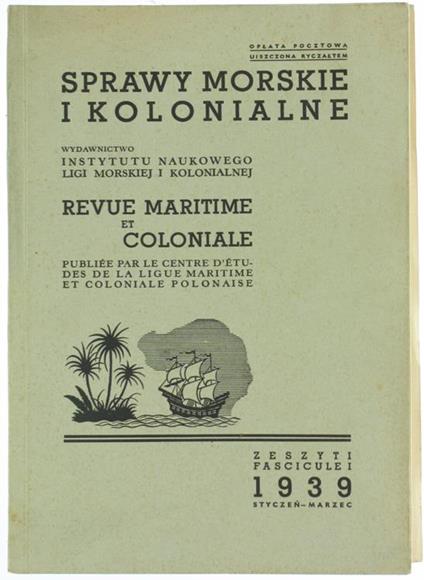 OPŁATA POCZTOWA
UISZCZONA RYCZAŁTEM
SPRAWY MORSKIE
I KOLONIALNE
WYDAWNICTWO
INSTYTUTU NAUKOWEGO
LIGI MORSKIEJ I KOLONIALNEJ
REVUE MARITIME
ET
COLONIALE
PUBLIÉE PAR LE CENTRE D'ÉTU-
DES DE LA LIGUE MARITIME
ET COLONIALE POLONAISE
ZESZYT I
FASCICULE I
1939
STYCZEŃ—MARZEC